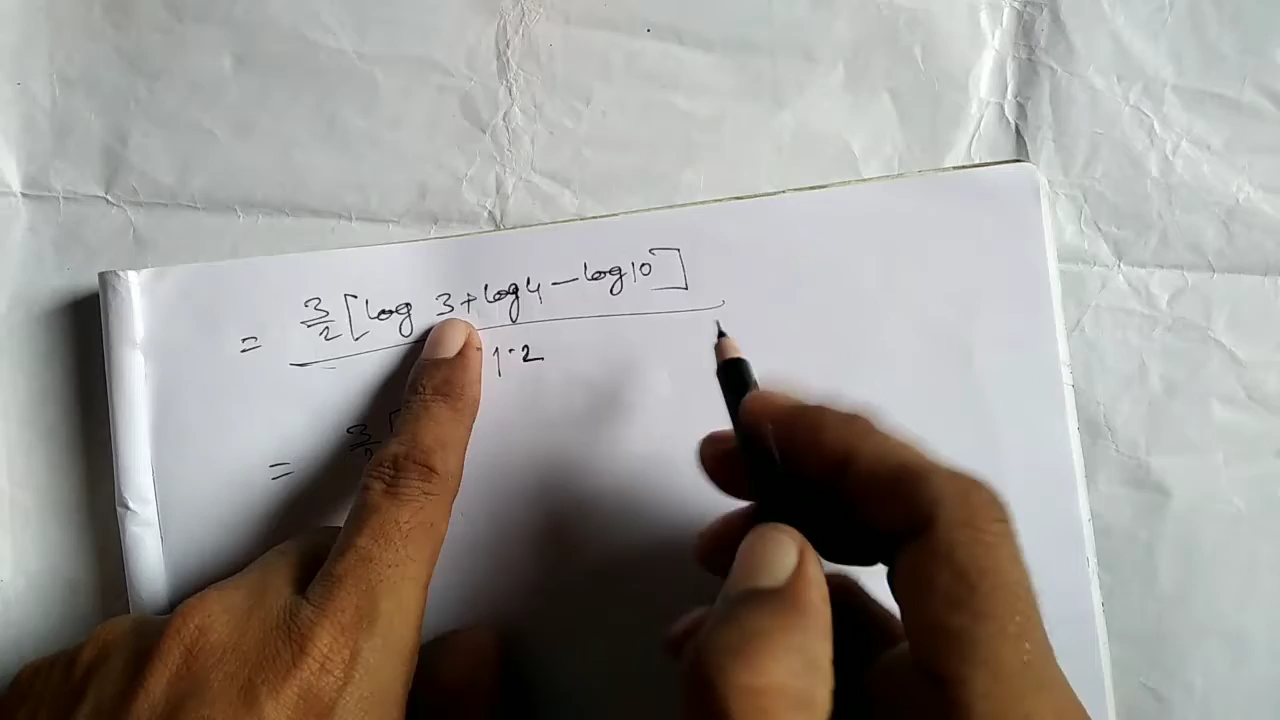 = 3/2 [log 3 + log 4 - log 10]
1.2
= 3/2 [